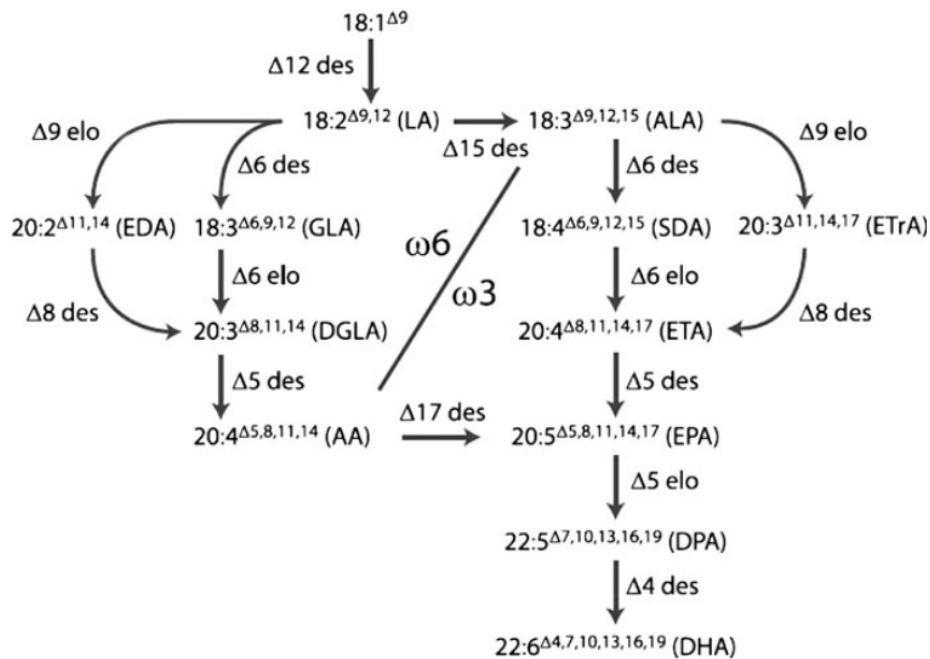 18:1Δ9
Δ12 des
18:2Δ9,12 (LA)
Δ15 des
18:3Δ9,12,15 (ALA)
Δ9 elo
Δ6 des
Δ6 des
Δ9 elo
20:2Δ11,14 (EDA)
18:3Δ6,9,12 (GLA)
18:4Δ6,9,12,15 (SDA)
20:3Δ11,14,17 (ETrA)
ω6
ω3
Δ8 des
Δ6 elo
Δ6 elo
Δ8 des
20:3Δ8,11,14 (DGLA)
20:4Δ8,11,14,17 (ETA)
Δ5 des
Δ5 des
20:4Δ5,8,11,14 (AA)
Δ17 des
20:5Δ5,8,11,14,17 (EPA)
Δ5 elo
22:5Δ7,10,13,16,19 (DPA)
Δ4 des
22:6Δ4,7,10,13,16,19 (DHA)